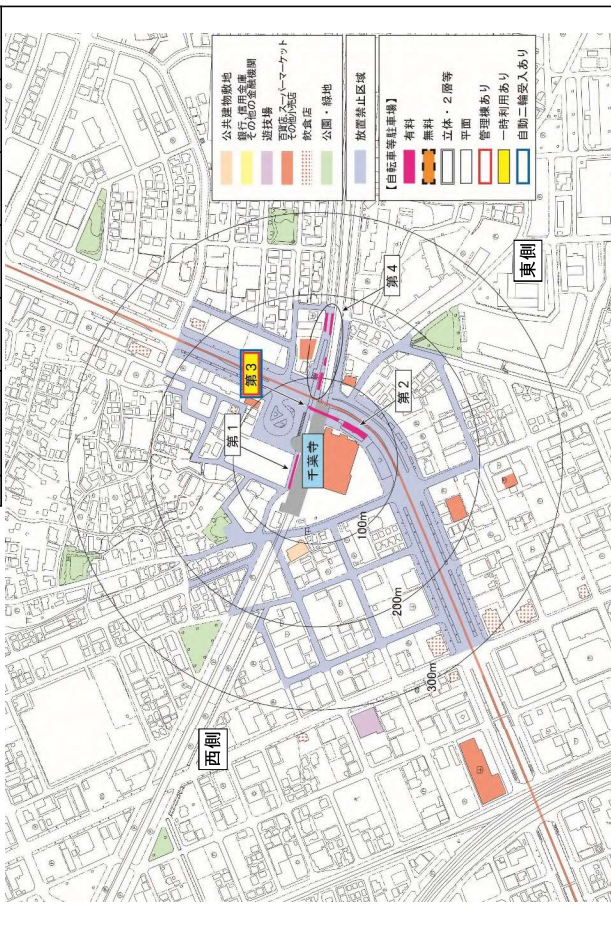 公共建物敷地
銀行、信用金庫
その他の金融機関
遊技場
百貨店、スーパーマーケット
その他小売店
飲食店
公園・緑地
放置禁止区域
【自転車等駐車場】
有料
無料
立体・2層等
平面
管理棟あり
一時利用あり
自動二輪受入あり
東側
西側
第4
第3
第2
第1
千葉寺
100m
200m
300m